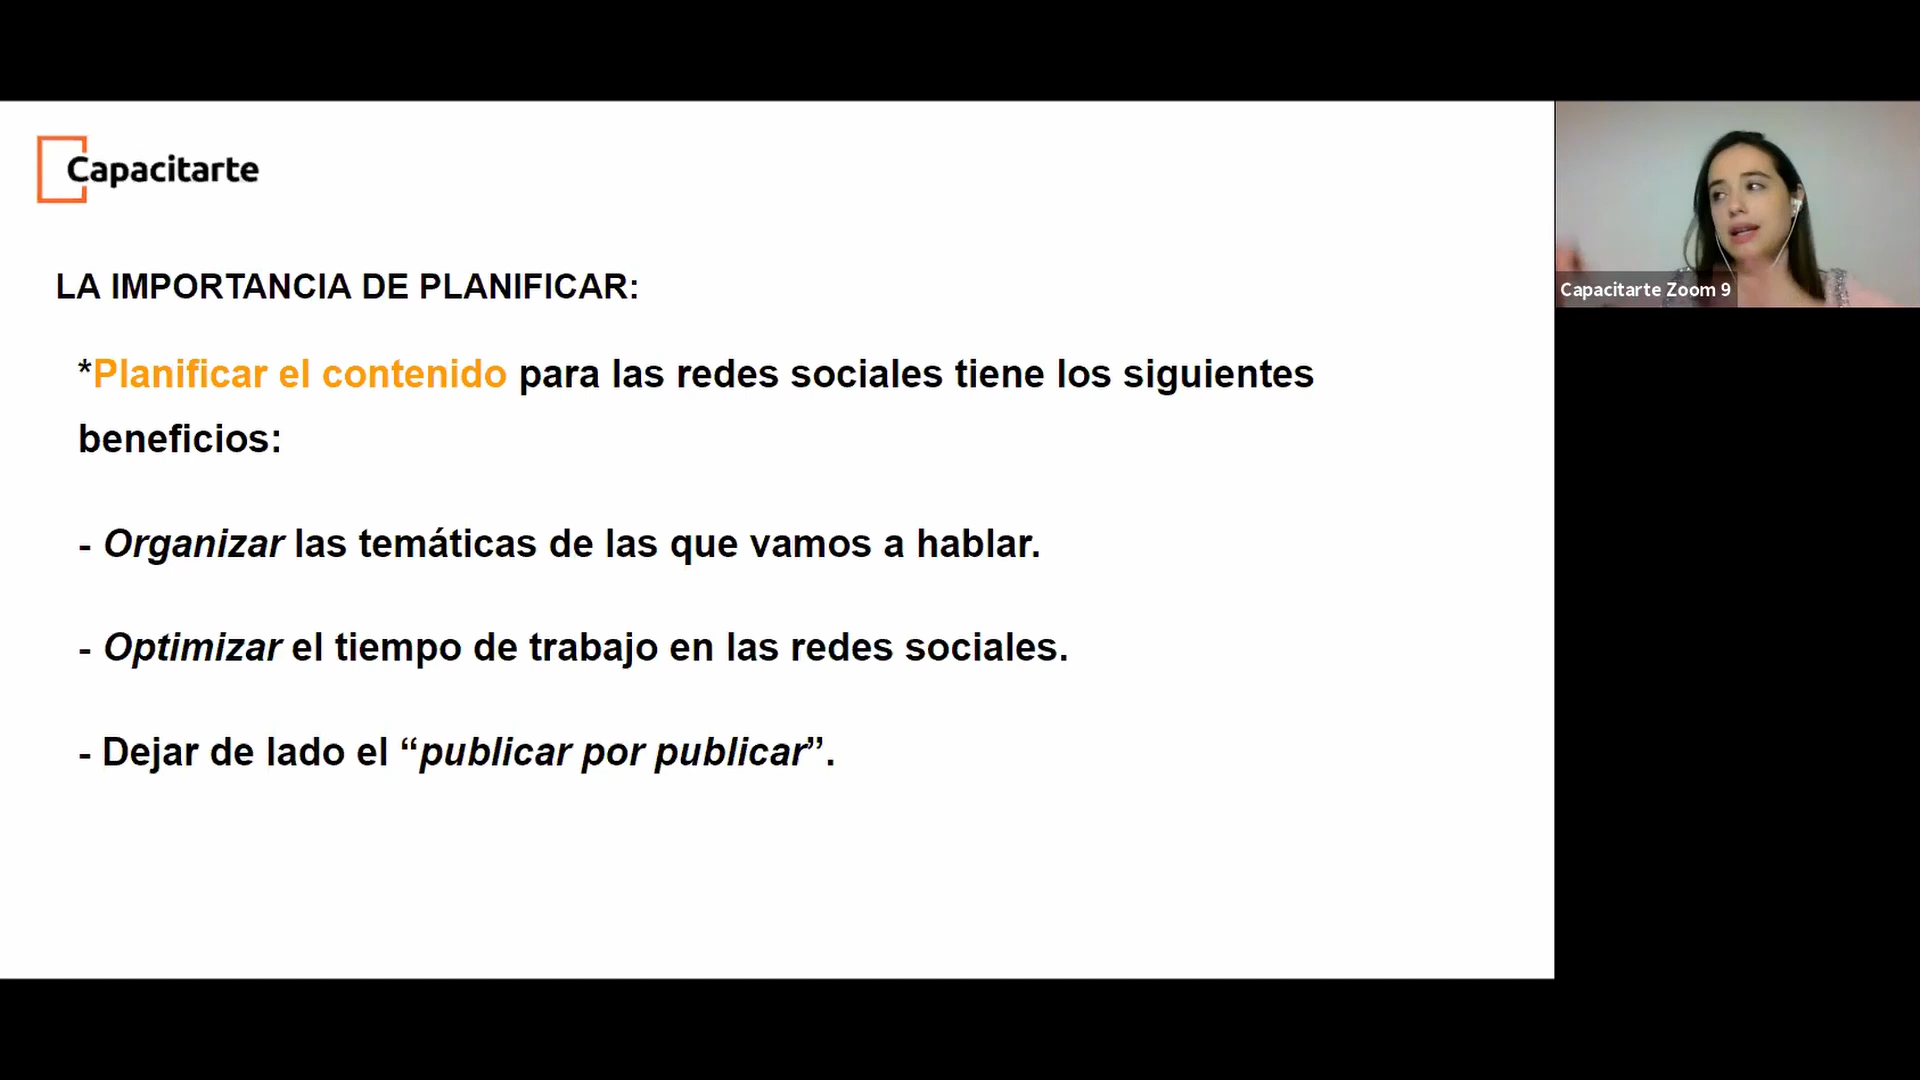 Capacitarte
LA IMPORTANCIA DE PLANIFICAR:
*Planificar el contenido para las redes sociales tiene los siguientes
beneficios:
- Organizar las temáticas de las que vamos a hablar.
- Optimizar el tiempo de trabajo en las redes sociales.
- Dejar de lado el “publicar por publicar”.
Capacitarte Zoom 9